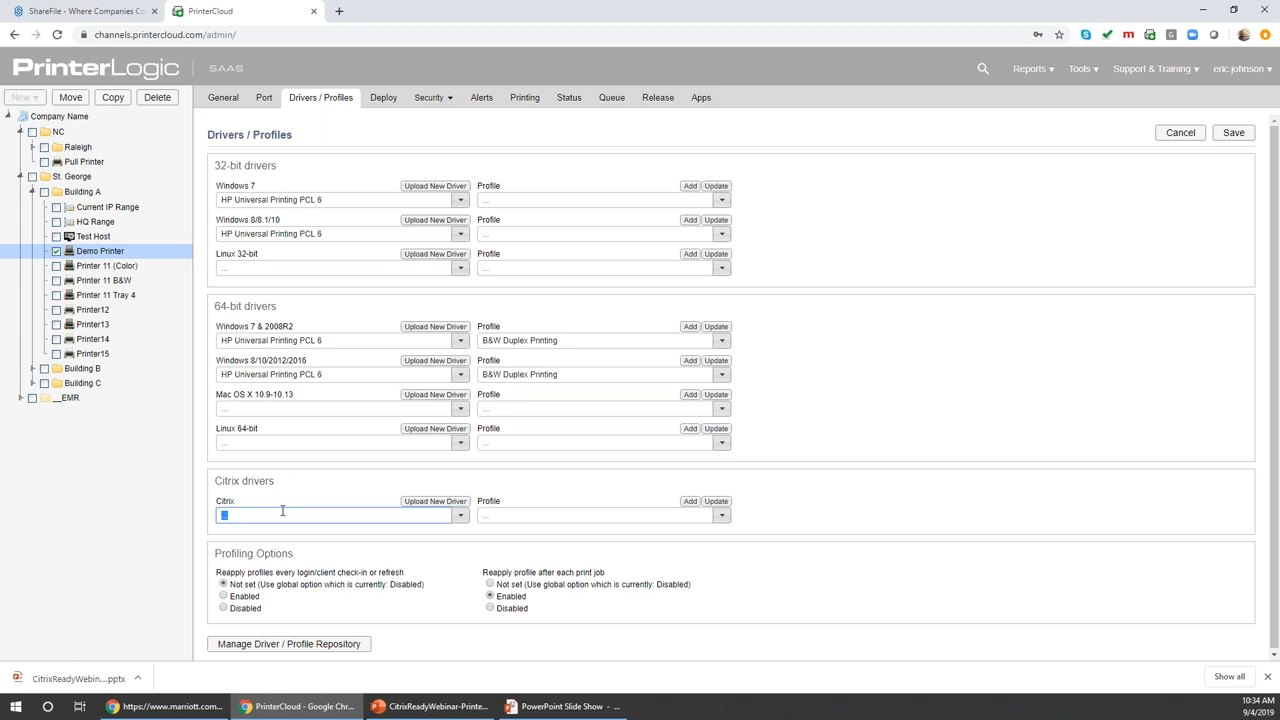 ShareFile - Where Companies Co
PrinterCloud
channels.printercloud.com/admin/
PrinterLogic SAAS
Reports Tools Support & Training eric.johnson
New Move Copy Delete
General Port Drivers / Profiles Deploy Security Alerts Printing Status Queue Release Apps
Company Name
NC
Raleigh
Pull Printer
St. George
Building A
Current IP Range
HQ Range
Test Host
Demo Printer
Printer 11 (Color)
Printer 11 B&W
Printer 11 Tray 4
Printer12
Printer13
Printer14
Printer15
Building B
Building C
__EMR
Drivers / Profiles
Cancel Save
32-bit drivers
Windows 7 Upload New Driver Profile Add Update
HP Universal Printing PCL 6 ...
Windows 8/8.1/10 Upload New Driver Profile Add Update
HP Universal Printing PCL 6 ...
Linux 32-bit Upload New Driver Profile Add Update
... ...
64-bit drivers
Windows 7 & 2008R2 Upload New Driver Profile Add Update
HP Universal Printing PCL 6 B&W Duplex Printing
Windows 8/10/2012/2016 Upload New Driver Profile Add Update
HP Universal Printing PCL 6 B&W Duplex Printing
Mac OS X 10.9-10.13 Upload New Driver Profile Add Update
... ...
Linux 64-bit Upload New Driver Profile Add Update
... ...
Citrix drivers
Citrix Upload New Driver Profile Add Update
... ...
Profiling Options
Reapply profiles every login/client check-in or refresh Reapply profile after each print job
Not set (Use global option which is currently: Disabled) Not set (Use global option which is currently: Disabled)
Enabled Enabled
Disabled Disabled
Manage Driver / Profile Repository
CitrixReadyWebin....pptx
Show all
https://www.marriott.com... PrinterCloud - Google Chr... CitrixReadyWebinar-Printe... PowerPoint Slide Show - ...
10:34 AM
9/4/2019